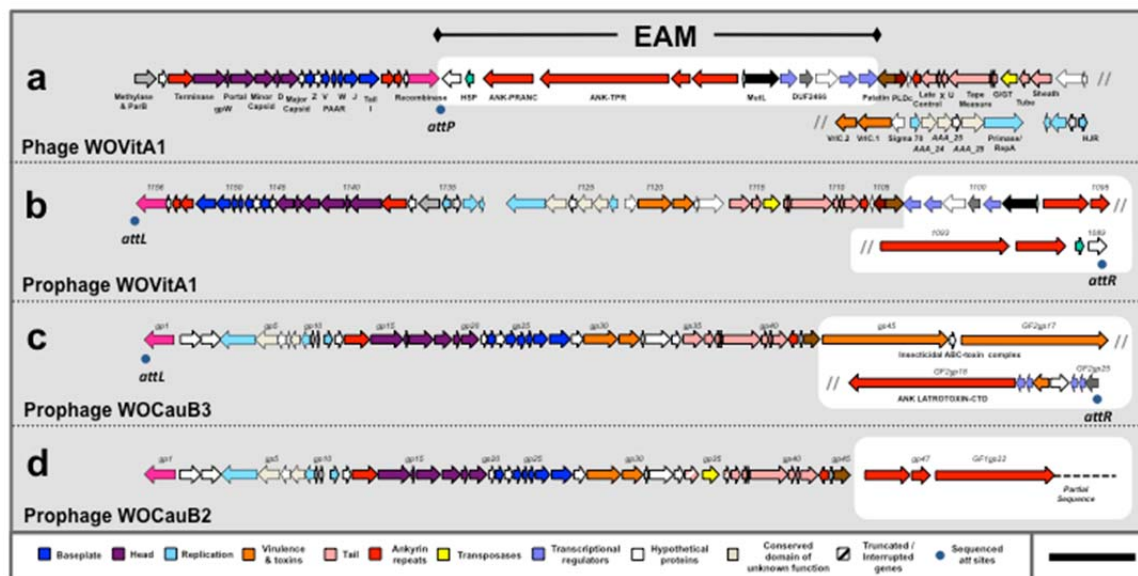 EAM
a
Methylase & ParB
Terminase
gpW
Portal
Minor Capsid
D
Major Capsid
Z
V
PAAR
W
J
Tail I
Recombinase
attP
HSP
ANK-PRANC
ANK-TPR
MutL
DUF2466
Patatin
PLDc
Late Control
X
U
Tape Measure
G/GT
Tube
Sheath
//
Phage WOVitA1
//
VrlC.2
VrlC.1
Sigma 70
AAA_24
AAA_25
AAA_25
Primase/ RepA
HJR
b
1156
1150
1145
1140
1135
1125
1120
1115
1110
1105
1100
1095
//
attL
//
1093
1089
attR
Prophage WOVitA1
c
gp1
gp5
gp10
gp15
gp20
gp25
gp30
gp35
gp40
gp45
GF2gp17
//
Insecticidal ABC-toxin complex
attL
//
GF2gp16
GF2gp25
ANK LATROTOXIN-CTD
attR
Prophage WOCauB3
d
gp1
gp5
gp10
gp15
gp20
gp25
gp30
gp35
gp40
gp45
gp47
GF1gp22
Partial Sequence
Prophage WOCauB2
Baseplate
Head
Replication
Virulence & toxins
Tail
Ankyrin repeats
Transposases
Transcriptional regulators
Hypothetical proteins
Conserved domain of unknown function
Truncated / Interrupted genes
Sequenced att sites